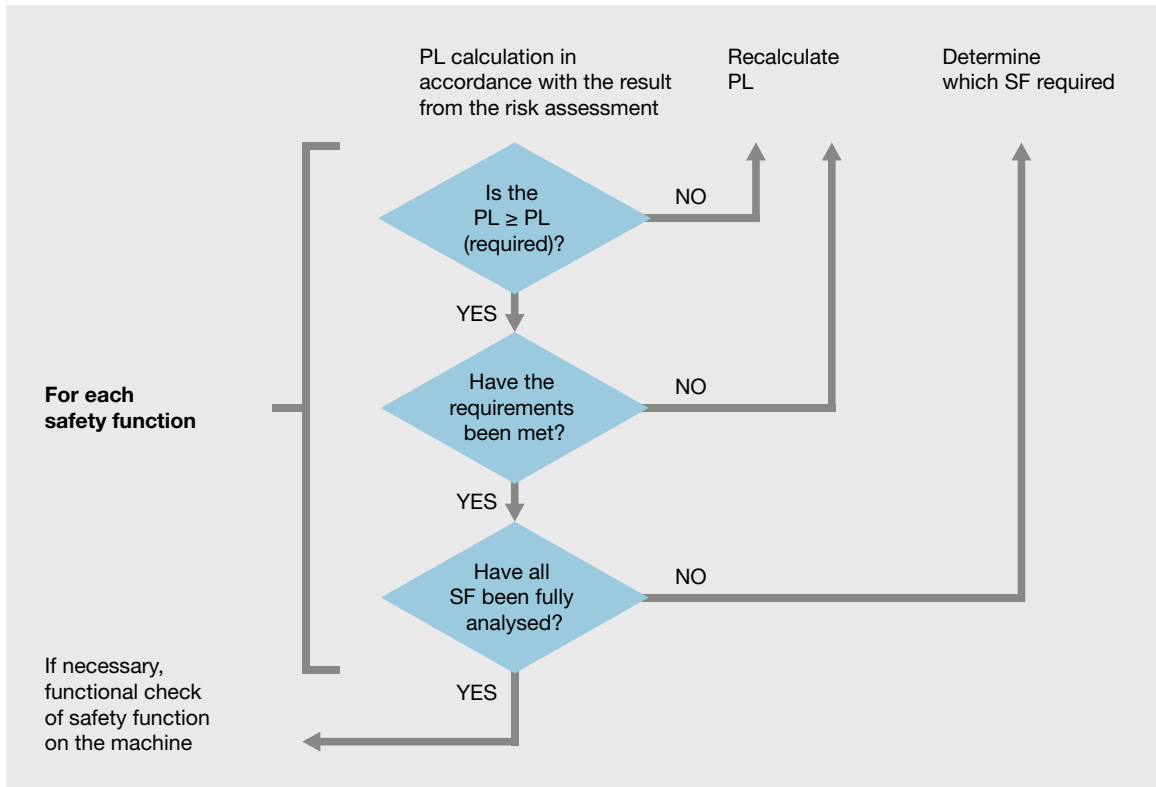 PL calculation in
accordance with the result
from the risk assessment
Recalculate
PL
Determine
which SF required
Is the
PL ≥ PL
(required)?
NO
YES
For each
safety function
Have the
requirements
been met?
NO
YES
Have all
SF been fully
analysed?
NO
YES
If necessary,
functional check
of safety function
on the machine